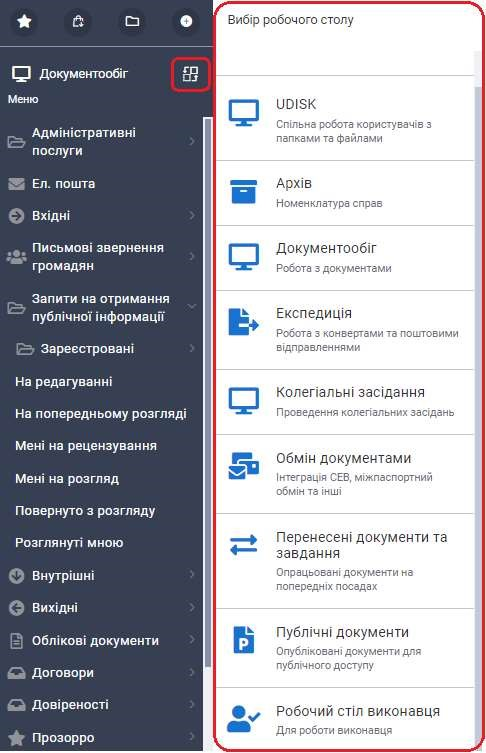 Документообіг
Меню
Адміністративні
послуги
Ел. пошта
Вхідні
Письмові звернення
громадян
Запити на отримання
публічної інформації
Зареєстровані
На редагуванні
На попередньому розгляді
Мені на рецензування
Мені на розгляд
Повернуто з розгляду
Розглянуті мною
Внутрішні
Вихідні
Облікові документи
Договори
Довіреності
Прозорро
Вибір робочого столу
UDISK
Спільна робота користувачів з
папками та файлами
Архів
Номенклатура справ
Документообіг
Робота з документами
Експедиція
Робота з конвертами та поштовими
відправленнями
Колегіальні засідання
Проведення колегіальних засідань
Обмін документами
Інтеграція СЕВ, міжпаспортний
обмін та інші
Перенесені документи та
завдання
Опрацьовані документи на
попередніх посадах
Публічні документи
Опубліковані документи для
публічного доступу
Робочий стіл виконавця
Для роботи виконавця